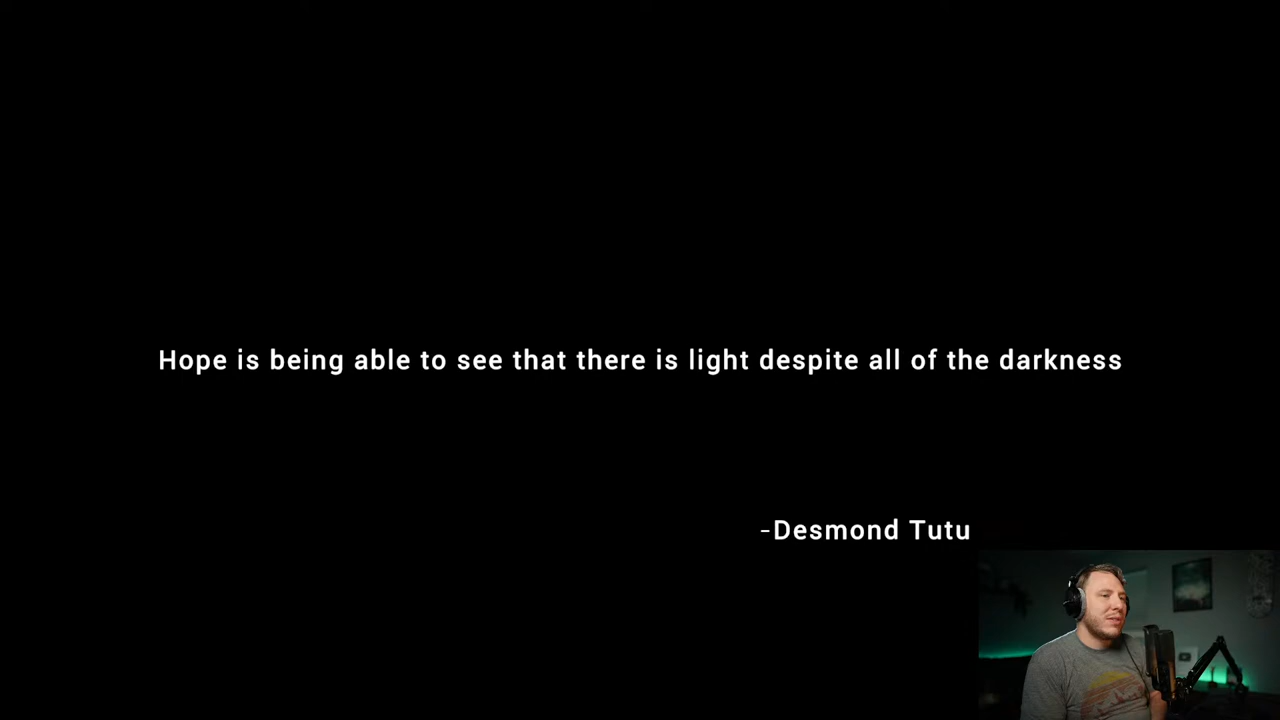 Hope is being able to see that there is light despite all of the darkness
-Desmond Tutu